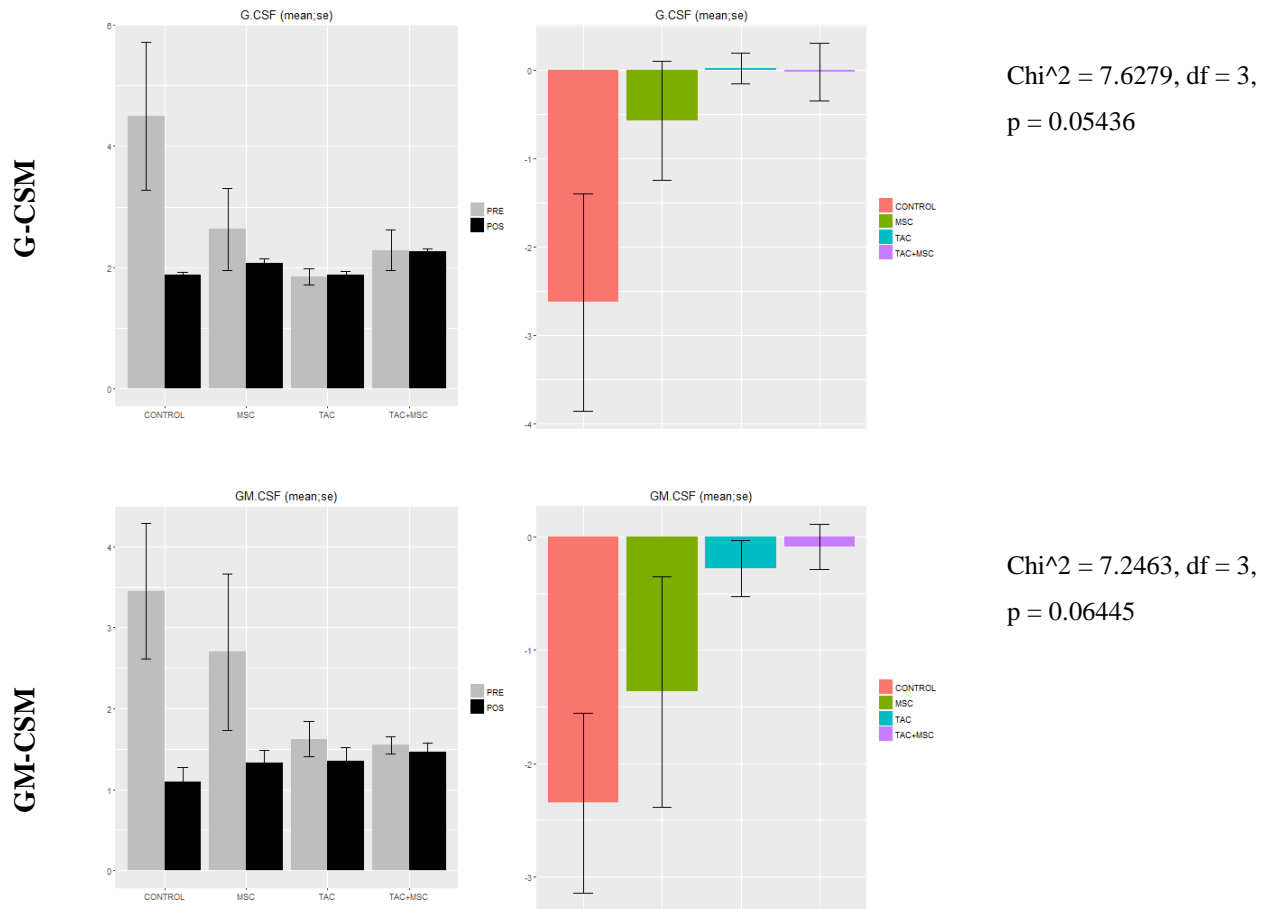 G-CSM
G.CSF (mean;se)
6
4
2
0
CONTROL MSC TAC TAC+MSC
PRE
POS
G.CSF (mean;se)
0
-1
-2
-3
-4
CONTROL
MSC
TAC
TAC+MSC
Chi^2 = 7.6279, df = 3,
p = 0.05436
GM-CSM
GM.CSF (mean;se)
4
3
2
1
0
CONTROL MSC TAC TAC+MSC
PRE
POS
GM.CSF (mean;se)
0
-1
-2
-3
CONTROL
MSC
TAC
TAC+MSC
Chi^2 = 7.2463, df = 3,
p = 0.06445